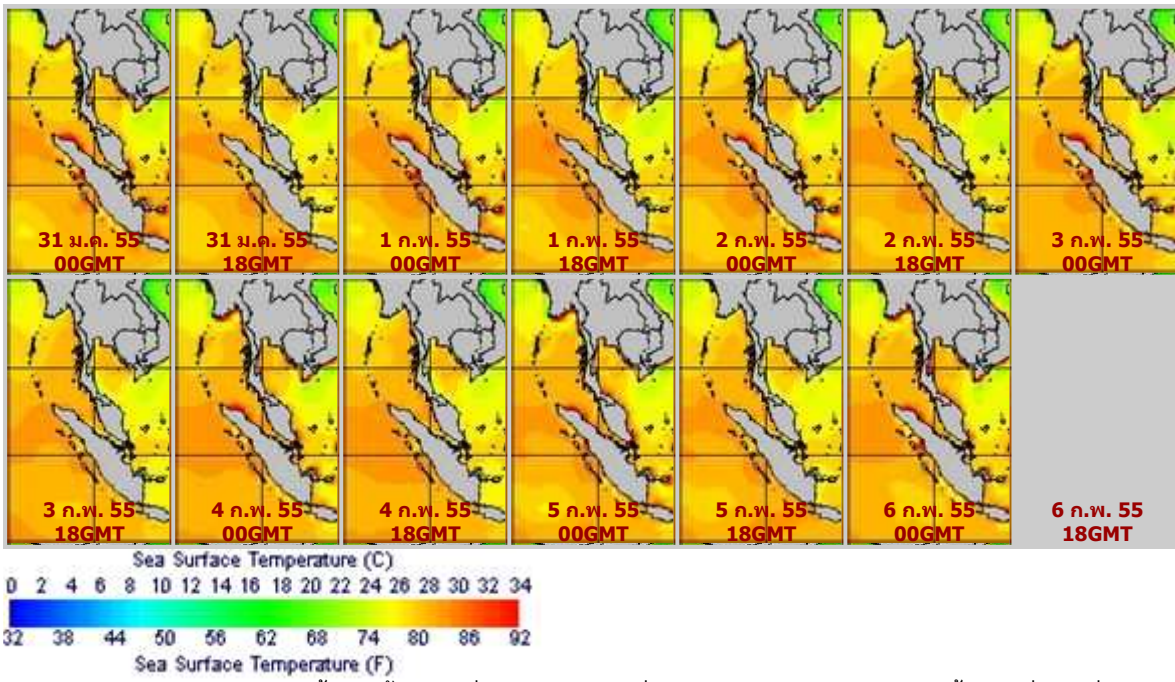 31 ม.ค. 55 31 ม.ค. 55 1 ก.พ. 55 1 ก.พ. 55 2 ก.พ. 55 2 ก.พ. 55 3 ก.พ. 55
00GMT 18GMT 00GMT 18GMT 00GMT 18GMT 00GMT
3 ก.พ. 55 4 ก.พ. 55 4 ก.พ. 55 5 ก.พ. 55 5 ก.พ. 55 6 ก.พ. 55 6 ก.พ. 55
18GMT 00GMT 18GMT 00GMT 18GMT 00GMT 18GMT
Sea Surface Temperature (C)
0 2 4 6 8 10 12 14 16 18 20 22 24 26 28 30 32 34
32 38 44 50 56 62 68 74 80 86 92
Sea Surface Temperature (F)